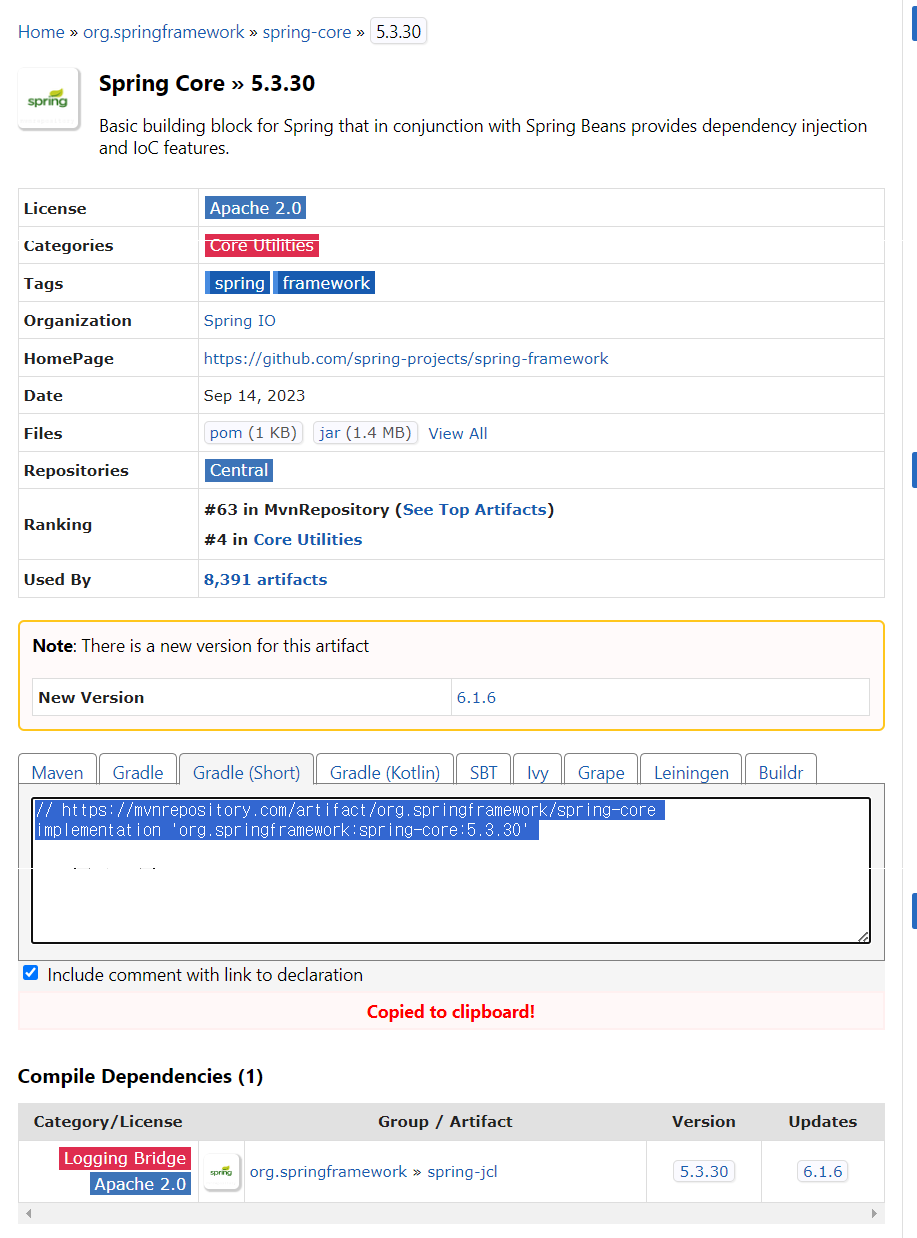 Home » org.springframework » spring-core » 5.3.30
spring
Spring Core » 5.3.30
Basic building block for Spring that in conjunction with Spring Beans provides dependency injection
and IoC features.
License Apache 2.0
Categories Core Utilities
Tags spring framework
Organization Spring IO
HomePage https://github.com/spring-projects/spring-framework
Date Sep 14, 2023
Files pom (1 KB) jar (1.4 MB) View All
Repositories Central
Ranking #63 in MvnRepository (See Top Artifacts)
#4 in Core Utilities
Used By 8,391 artifacts
Note: There is a new version for this artifact
New Version 6.1.6
Maven Gradle Gradle (Short) Gradle (Kotlin) SBT Ivy Grape Leiningen Buildr
// https://mvnrepository.com/artifact/org.springframework/spring-core
implementation 'org.springframework:spring-core:5.3.30'
Include comment with link to declaration
Copied to clipboard!
Compile Dependencies (1)
Category/License Group / Artifact Version Updates
Logging Bridge
Apache 2.0
spring
org.springframework » spring-jcl 5.3.30 6.1.6